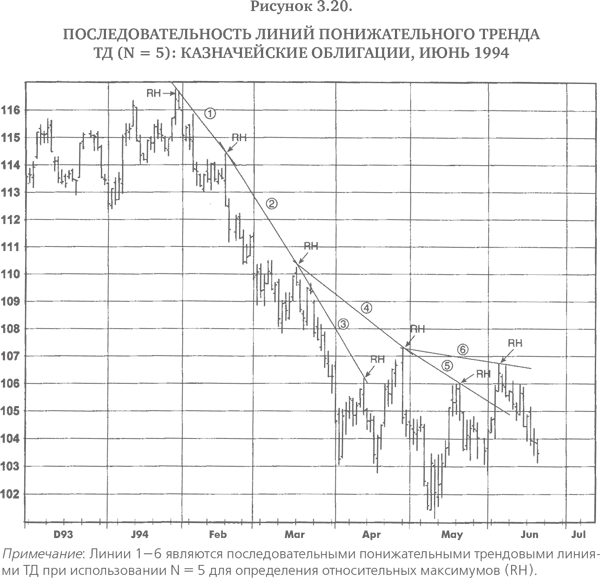 Рисунок 3.20.
ПОСЛЕДОВАТЕЛЬНОСТЬ ЛИНИЙ ПОНИЖАТЕЛЬНОГО ТРЕНДА
ТД (N = 5): КАЗНАЧЕЙСКИЕ ОБЛИГАЦИИ, ИЮНЬ 1994
RH
①
116
RH
115
114
113
②
112
111
RH
110
109
④
108
③
RH
107
⑥
RH
RH
⑤
RH
106
105
104
103
102
D93 J94 Feb Mar Apr May Jun Jul
Примечание: Линии 1−6 являются последовательными понижательными трендовыми линия-
ми ТД при использовании N = 5 для определения относительных максимумов (RH).